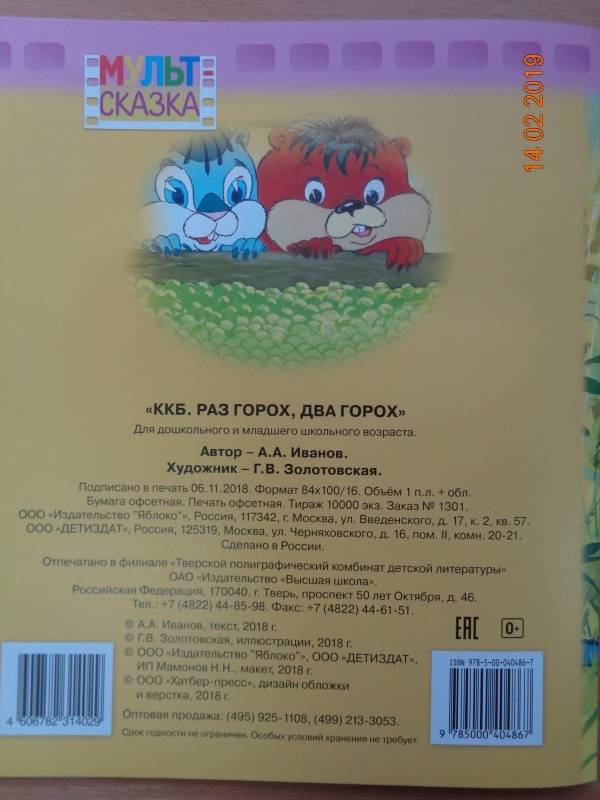 МУЛЬТ-
СКАЗКА
14 02 2019
«ККБ. РАЗ ГОРОХ, ДВА ГОРОХ»
Для дошкольного и младшего школьного возраста.
Автор – А.А. Иванов.
Художник – Г.В. Золотовская.
Подписано в печать 06.11.2018. Формат 84х100/16. Объём 1 п.л. + обл.
Бумага офсетная. Печать офсетная. Тираж 10000 экз. Заказ № 1301.
ООО «Издательство "Яблоко"», Россия, 117342, г. Москва, ул. Введенского, д. 17, к. 2, кв. 57.
ООО «ДЕТИЗДАТ», Россия, 125319, Москва, ул. Черняховского, д. 16, пом. II, комн. 20-21.
Сделано в России.
Отпечатано в филиале «Тверской полиграфический комбинат детской литературы»
ОАО «Издательство «Высшая школа».
Российская Федерация, 170040, г. Тверь, проспект 50 лет Октября, д. 46.
Тел.: +7 (4822) 44-85-98. Факс: +7 (4822) 44-61-51.
© А.А. Иванов, текст, 2018 г.
© Г.В. Золотовская, иллюстрации, 2018 г.
© ООО «Издательство "Яблоко"», ООО «ДЕТИЗДАТ»,
ИП Мамонов Н.Н., макет, 2018 г.
© ООО «Хатбер-пресс», дизайн обложки
и верстка, 2018 г.
Оптовая продажа: (495) 925-1108, (499) 213-3053.
Срок годности не ограничен. Особых условий хранения не требует.
EAC
0+
4 606782 314029
ISBN 978-5-00-040486-7
9 785000 404867